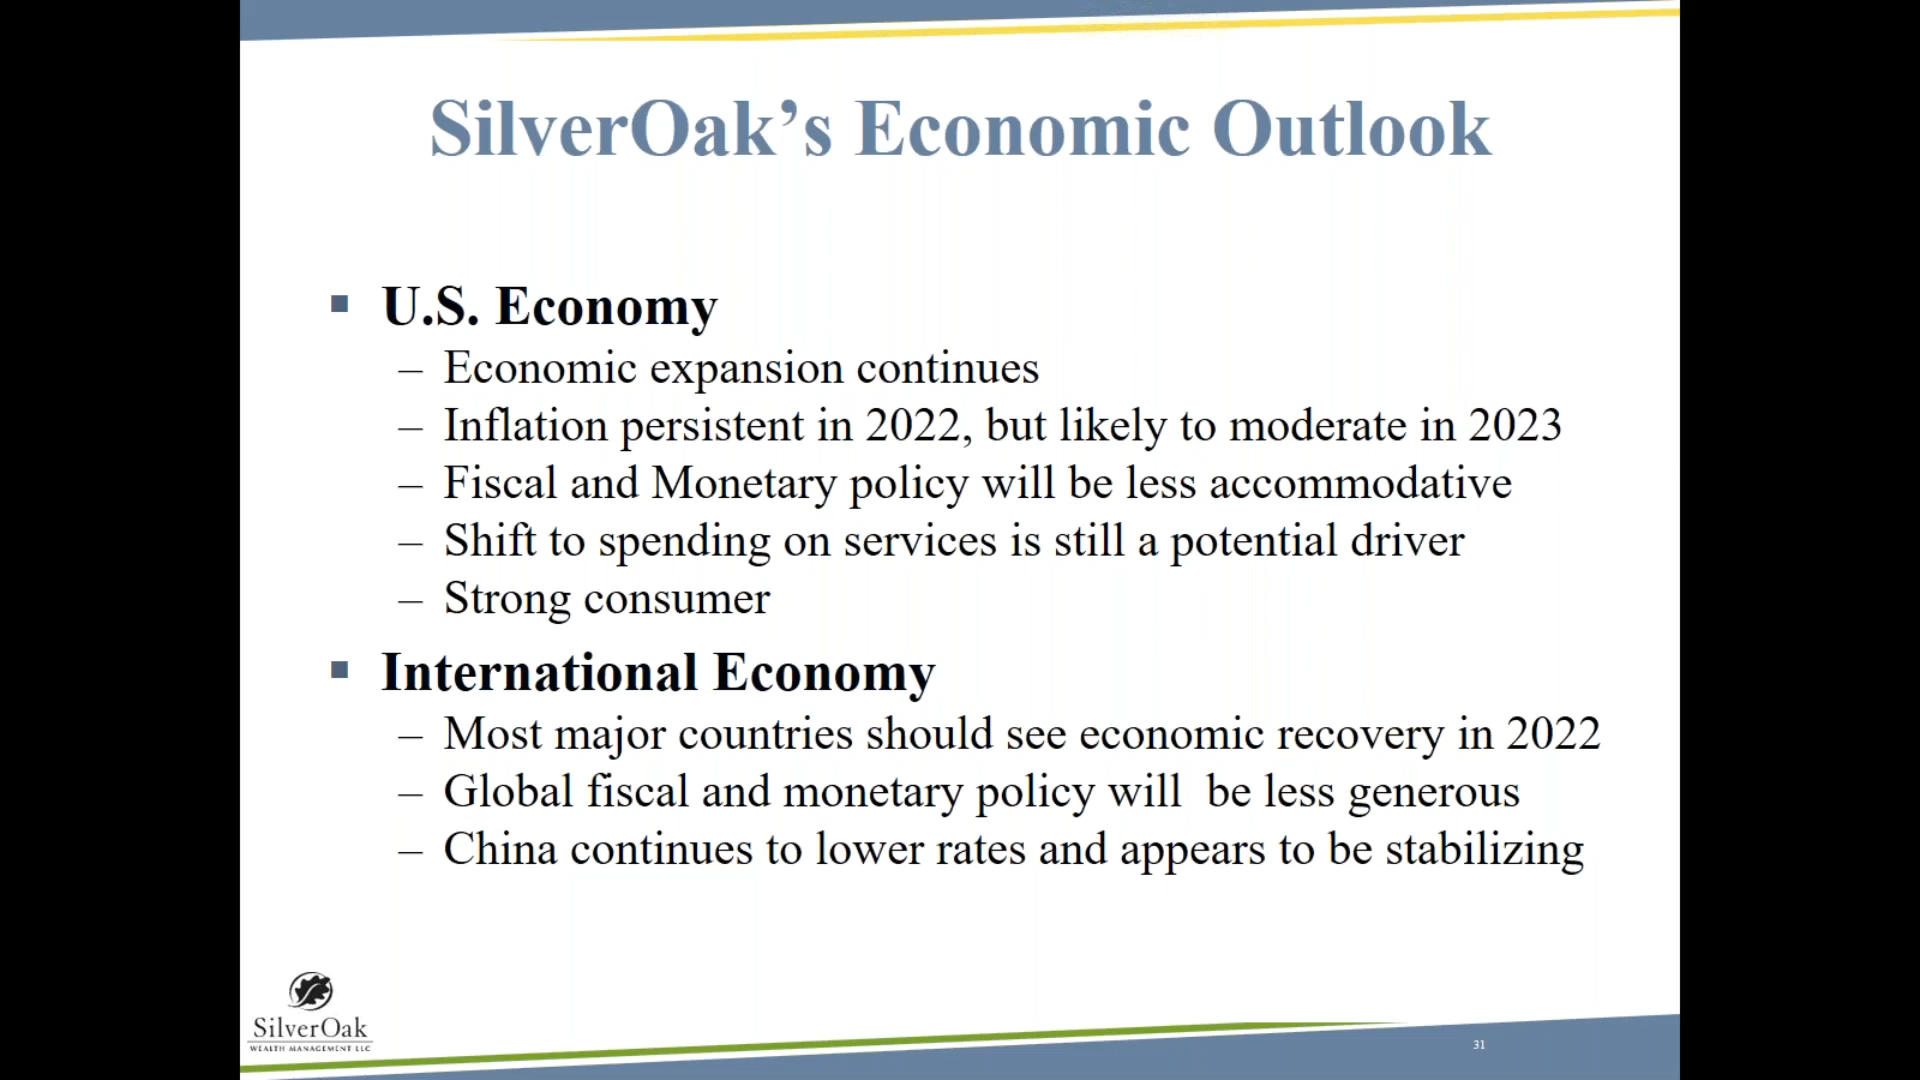 SilverOak’s Economic Outlook
▪ U.S. Economy
– Economic expansion continues
– Inflation persistent in 2022, but likely to moderate in 2023
– Fiscal and Monetary policy will be less accommodative
– Shift to spending on services is still a potential driver
– Strong consumer
▪ International Economy
– Most major countries should see economic recovery in 2022
– Global fiscal and monetary policy will  be less generous
– China continues to lower rates and appears to be stabilizing
SilverOak
WEALTH MANAGEMENT LLC
31